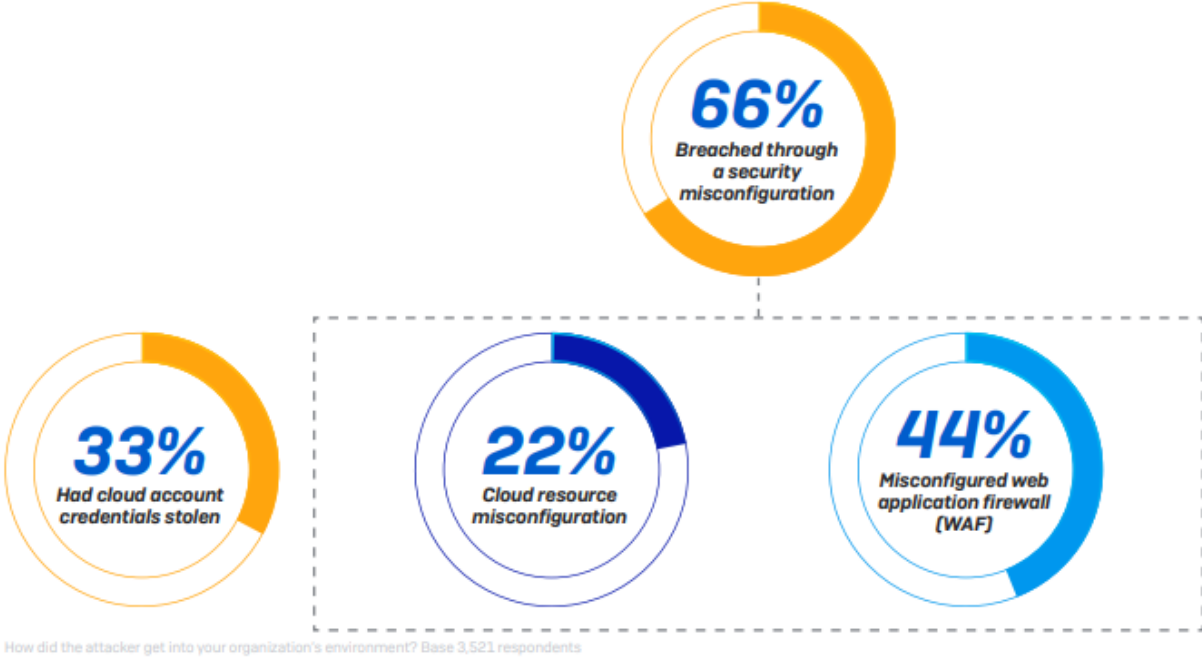 66%
Breached through
a security
misconfiguration
33%
Had cloud account
credentials stolen
22%
Cloud resource
misconfiguration
44%
Misconfigured web
application firewall
(WAF)
How did the attacker get into your organization's environment? Base 3,521 respondents